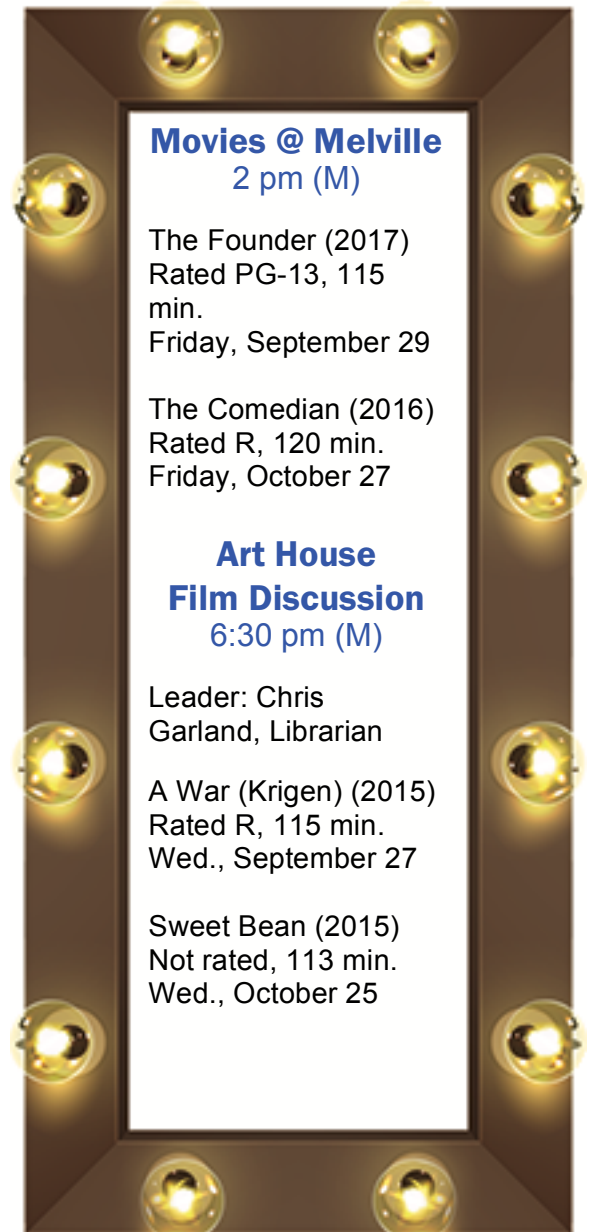 Movies @ Melville
2 pm (M)
The Founder (2017)
Rated PG-13, 115
min.
Friday, September 29
The Comedian (2016)
Rated R, 120 min.
Friday, October 27
Art House
Film Discussion
6:30 pm (M)
Leader: Chris
Garland, Librarian
A War (Krigen) (2015)
Rated R, 115 min.
Wed., September 27
Sweet Bean (2015)
Not rated, 113 min.
Wed., October 25